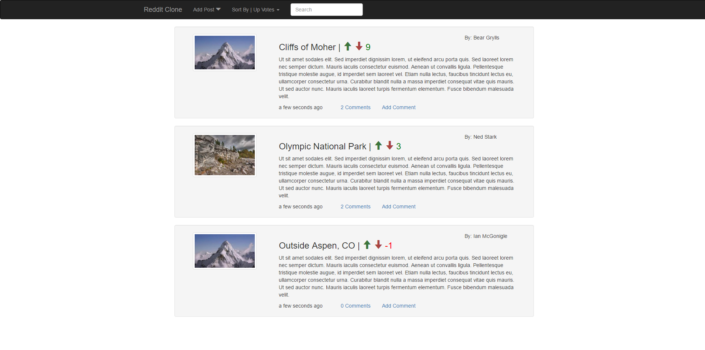 Reddit Clone Add Post Sort By | Up Votes Search
By: Bear Grylls
Cliffs of Moher | 9
Ut sit amet sodales elit. Sed imperdiet dignissim lorem, ut eleifend arcu porta quis. Sed laoreet lorem
nec semper dictum. Mauris iaculis consectetur euismod. Aenean ut convallis ligula. Pellentesque
tristique molestie augue, id imperdiet sem laoreet vel. Etiam nulla lectus, faucibus tincidunt lectus eu,
ullamcorper consectetur urna. Curabitur blandit nulla a massa imperdiet consequat vitae quis mauris.
Ut sed auctor nunc. Mauris iaculis laoreet turpis fermentum elementum. Fusce bibendum malesuada
velit.
a few seconds ago 2 Comments Add Comment
By: Ned Stark
Olympic National Park | 3
Ut sit amet sodales elit. Sed imperdiet dignissim lorem, ut eleifend arcu porta quis. Sed laoreet lorem
nec semper dictum. Mauris iaculis consectetur euismod. Aenean ut convallis ligula. Pellentesque
tristique molestie augue, id imperdiet sem laoreet vel. Etiam nulla lectus, faucibus tincidunt lectus eu,
ullamcorper consectetur urna. Curabitur blandit nulla a massa imperdiet consequat vitae quis mauris.
Ut sed auctor nunc. Mauris iaculis laoreet turpis fermentum elementum. Fusce bibendum malesuada
velit.
a few seconds ago 2 Comments Add Comment
By: Ian McGonigle
Outside Aspen, CO | -1
Ut sit amet sodales elit. Sed imperdiet dignissim lorem, ut eleifend arcu porta quis. Sed laoreet lorem
nec semper dictum. Mauris iaculis consectetur euismod. Aenean ut convallis ligula. Pellentesque
tristique molestie augue, id imperdiet sem laoreet vel. Etiam nulla lectus, faucibus tincidunt lectus eu,
ullamcorper consectetur urna. Curabitur blandit nulla a massa imperdiet consequat vitae quis mauris.
Ut sed auctor nunc. Mauris iaculis laoreet turpis fermentum elementum. Fusce bibendum malesuada
velit.
a few seconds ago 0 Comments Add Comment